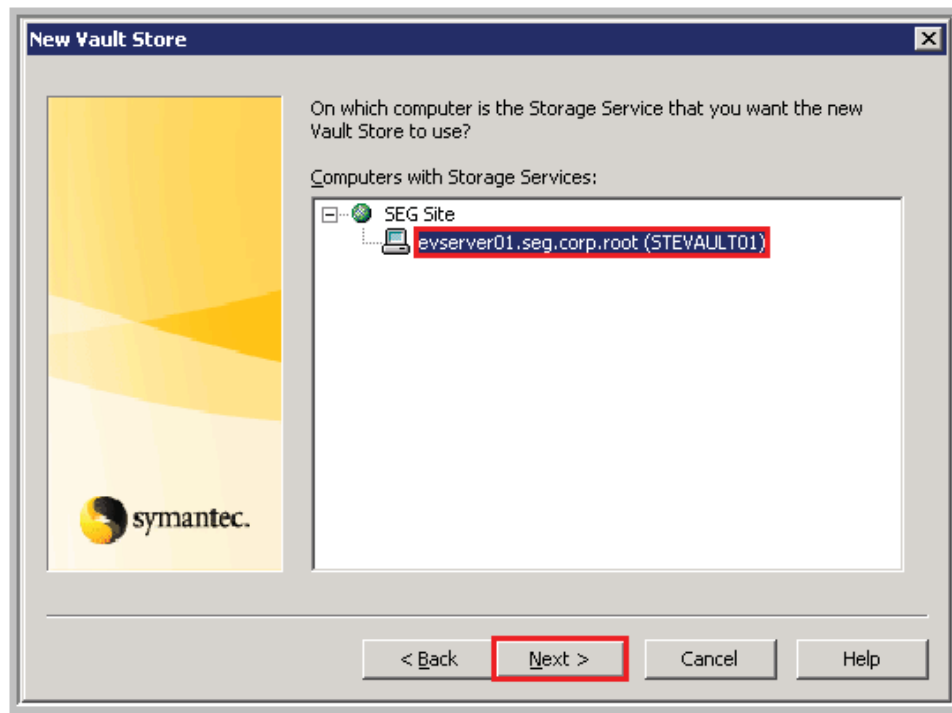 New Vault Store
On which computer is the Storage Service that you want the new
Vault Store to use?
Computers with Storage Services:
SEG Site
evserver01.seg.corp.root (STEVAULT01)
symantec.
< Back
Next >
Cancel
Help